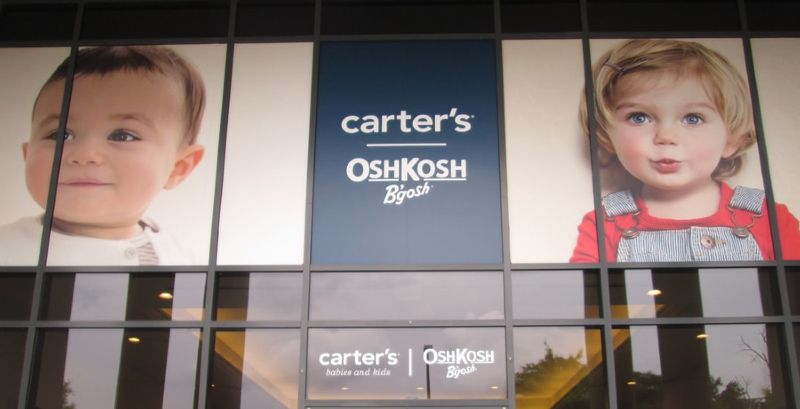 carter's
OshKosh
B'gosh
carter's | OshKosh
babies and kids B'gosh